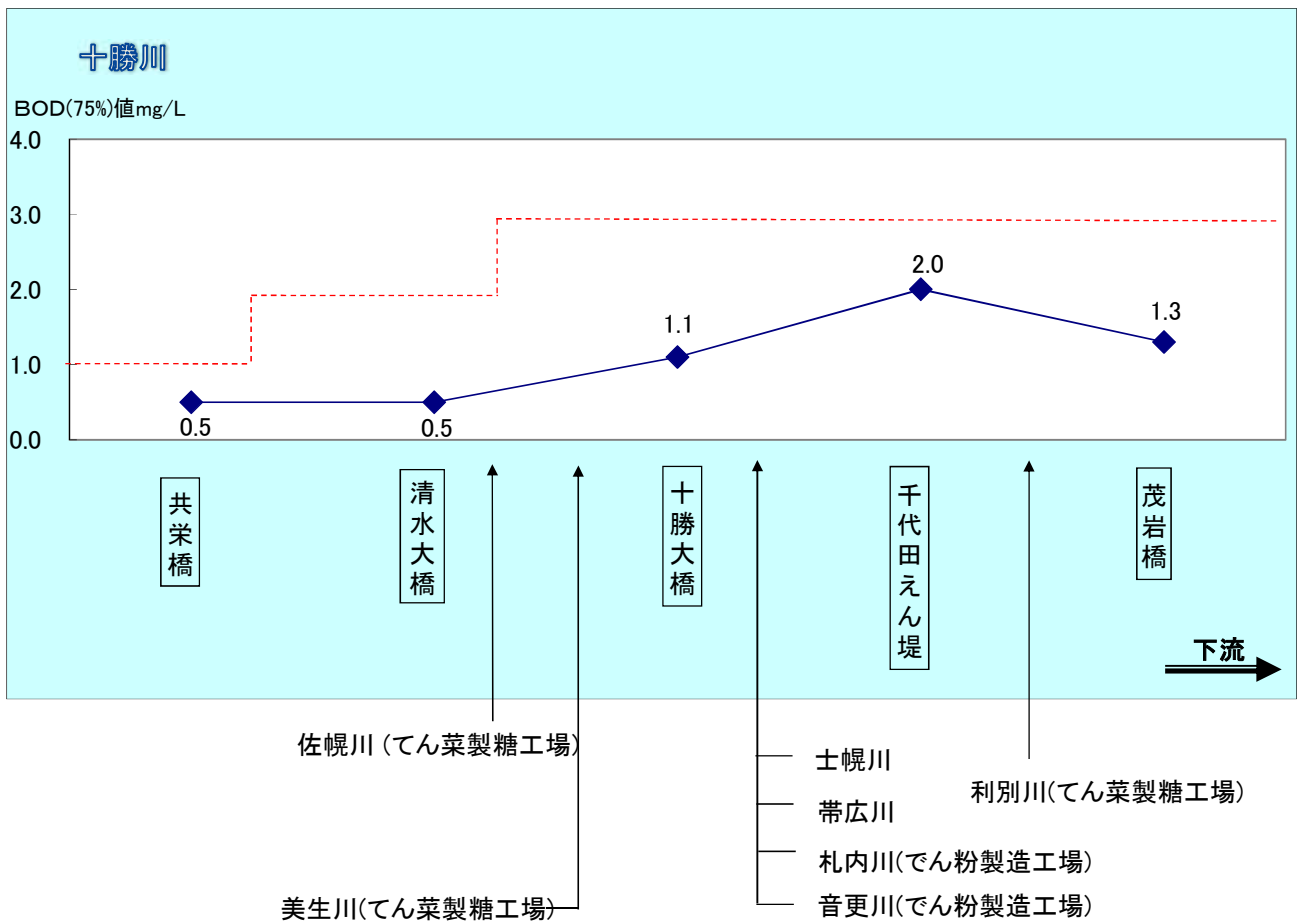 十勝川
BOD(75%)値mg/L
4.0
3.0
2.0
1.0
0.0
0.5
0.5
1.1
2.0
1.3
共栄橋
清水大橋
十勝大橋
千代田えん堤
茂岩橋
下流
佐幌川(てん菜製糖工場)
美生川(てん菜製糖工場)
士幌川
帯広川
札内川(でん粉製造工場)
音更川(でん粉製造工場)
利別川(てん菜製糖工場)